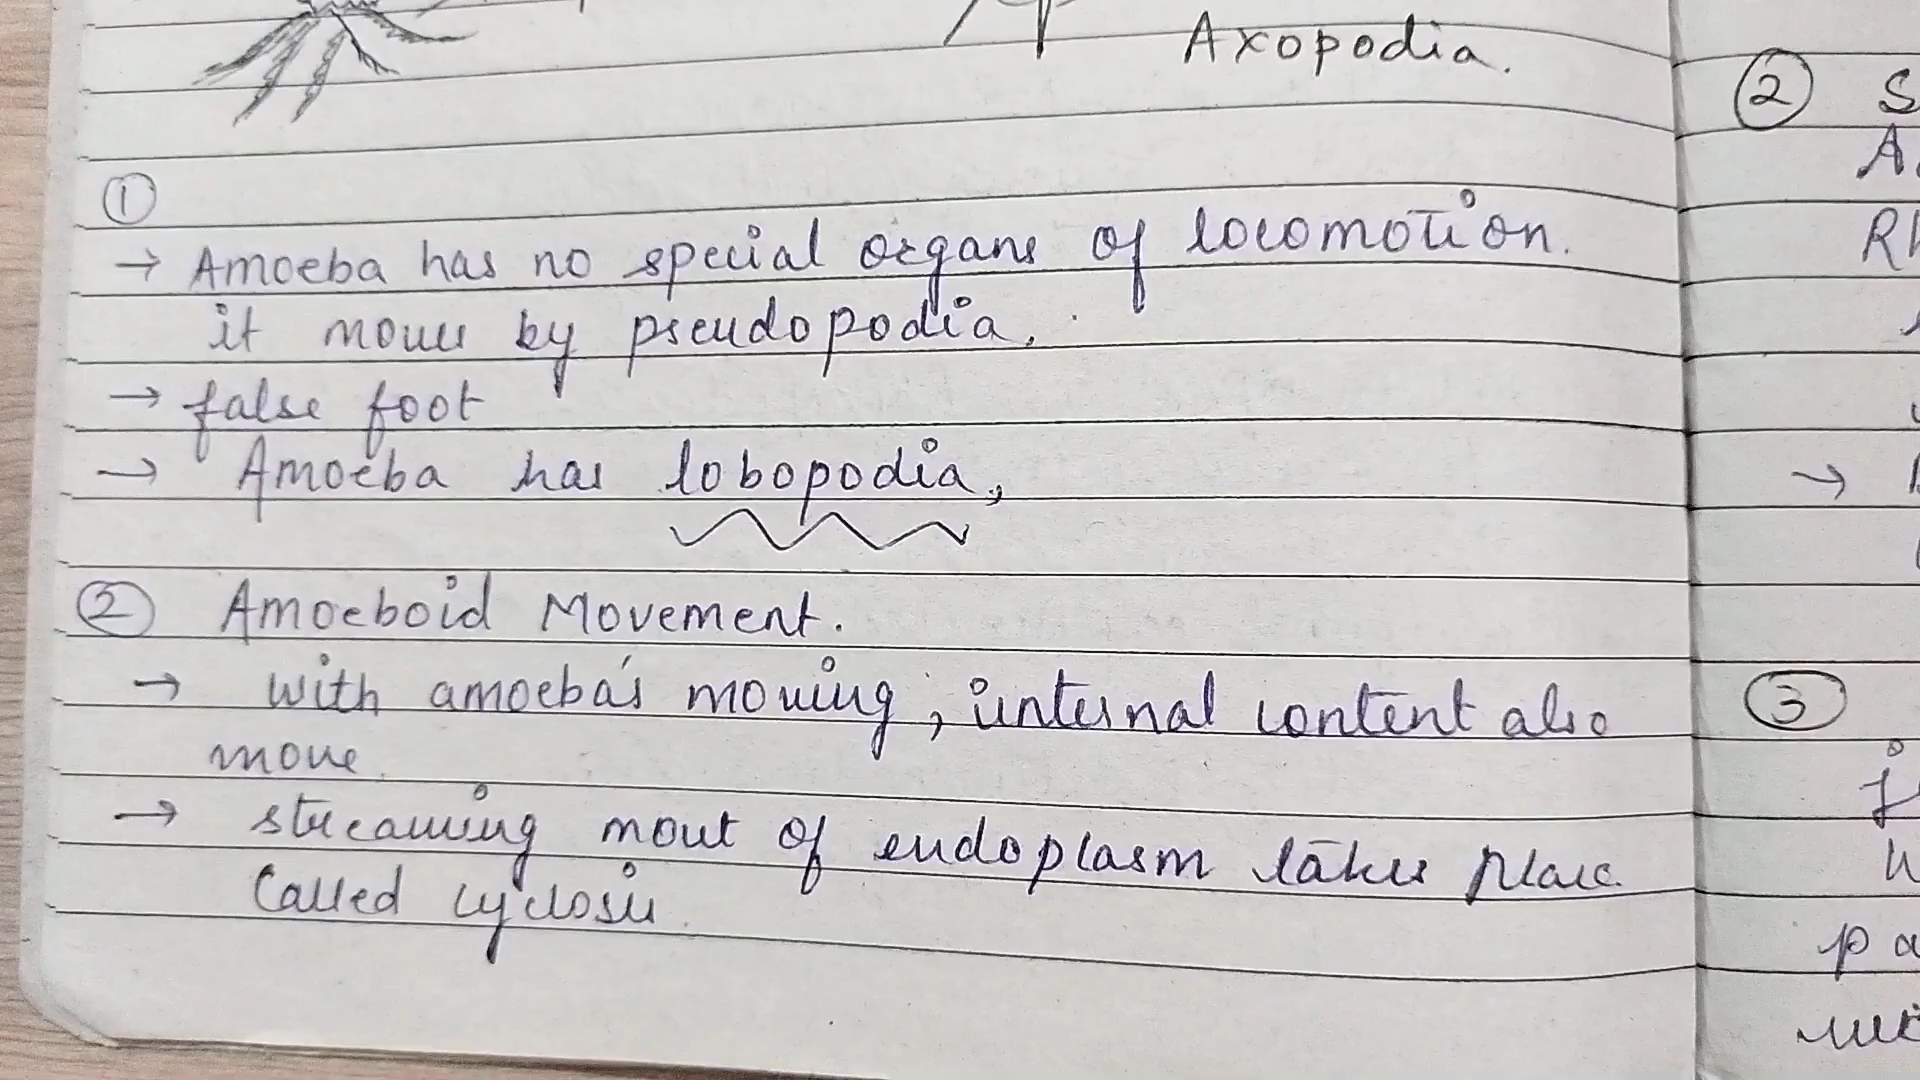 Axopodia.
①
→ Amoeba has no special organs of locomotion.
it moves by pseudopodia.
→ false foot
→ Amoeba has lobopodia,
② Amoeboid Movement.
→ with amoeba's moving, internal content also
move
→ streaming mout of endoplasm takes place.
Called cyclosis
②
③